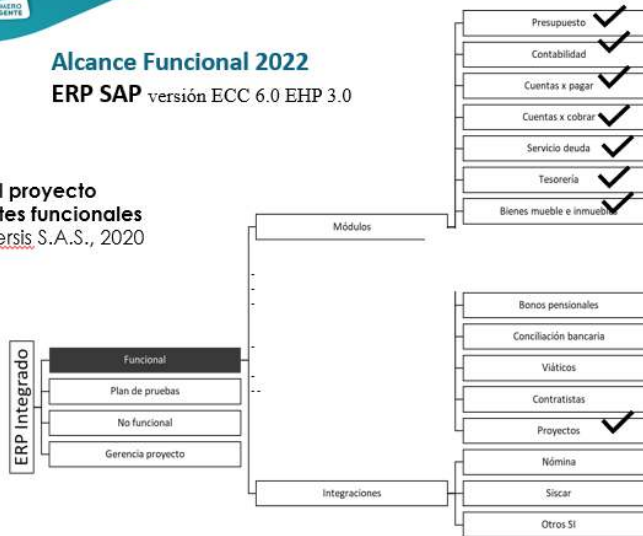 Alcance Funcional 2022
ERP SAP versión ECC 6.0 EHP 3.0
proyecto
tes funcionales
ersis S.A.S., 2020
ERP Integrado
Funcional
Plan de pruebas
No funcional
Gerencia proyecto
Módulos
Integraciones
Presupuesto
Contabilidad
Cuentas x pagar
Cuentas x cobrar
Servicio deuda
Tesorería
Bienes mueble e inmuebles
Bonos pensionales
Conciliación bancaria
Viáticos
Contratistas
Proyectos
Nómina
Siscar
Otros SI